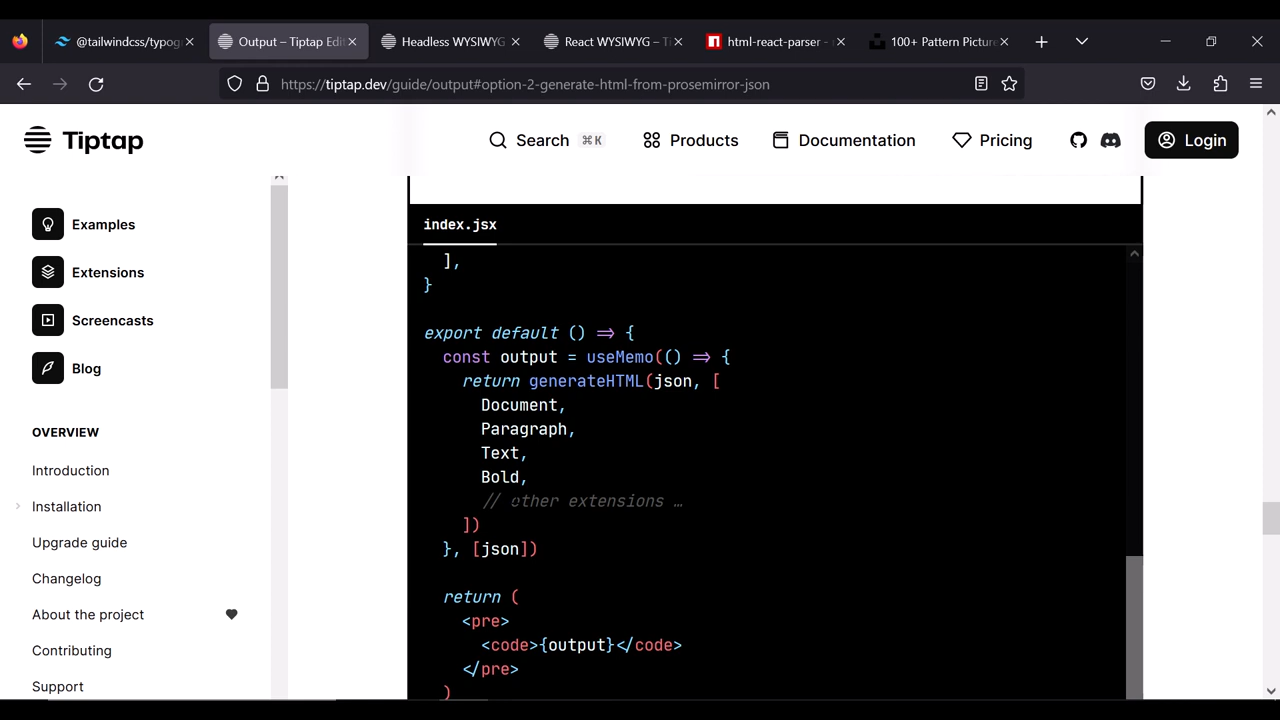 @tailwindcss/typog
Output – Tiptap Edi
Headless WYSIWYG
React WYSIWYG – Ti
html-react-parser -
100+ Pattern Picture
https://tiptap.dev/guide/output#option-2-generate-html-from-prosemirror-json
Tiptap
Search ⌘ K
Products
Documentation
Pricing
Login
Examples
Extensions
Screencasts
Blog
OVERVIEW
Introduction
Installation
Upgrade guide
Changelog
About the project
Contributing
Support
index.jsx
],
}
export default () => {
const output = useMemo(() => {
return generateHTML(json, [
Document,
Paragraph,
Text,
Bold,
// other extensions …
])
}, [json])
return (
<pre>
<code>{output}</code>
</pre>
)